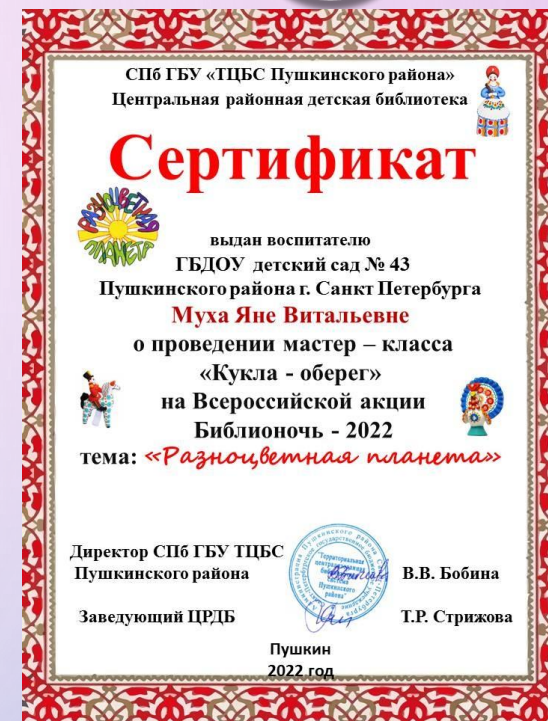 СПб ГБУ «ТЦБС Пушкинского района»
Центральная районная детская библиотека
Сертификат
РАЗНОЦВЕТНАЯ
ПЛАНЕТА
выдан воспитателю
ГБДОУ детский сад № 43
Пушкинского района г. Санкт Петербурга
Муха Яне Витальевне
о проведении мастер – класса
«Кукла - оберег»
на Всероссийской акции
Библионочь - 2022
тема: «Разноцветная планета»
Директор СПб ГБУ ТЦБС
Пушкинского района В.В. Бобина
Заведующий ЦРДБ Т.Р. Стрижова
Пушкин
2022 год